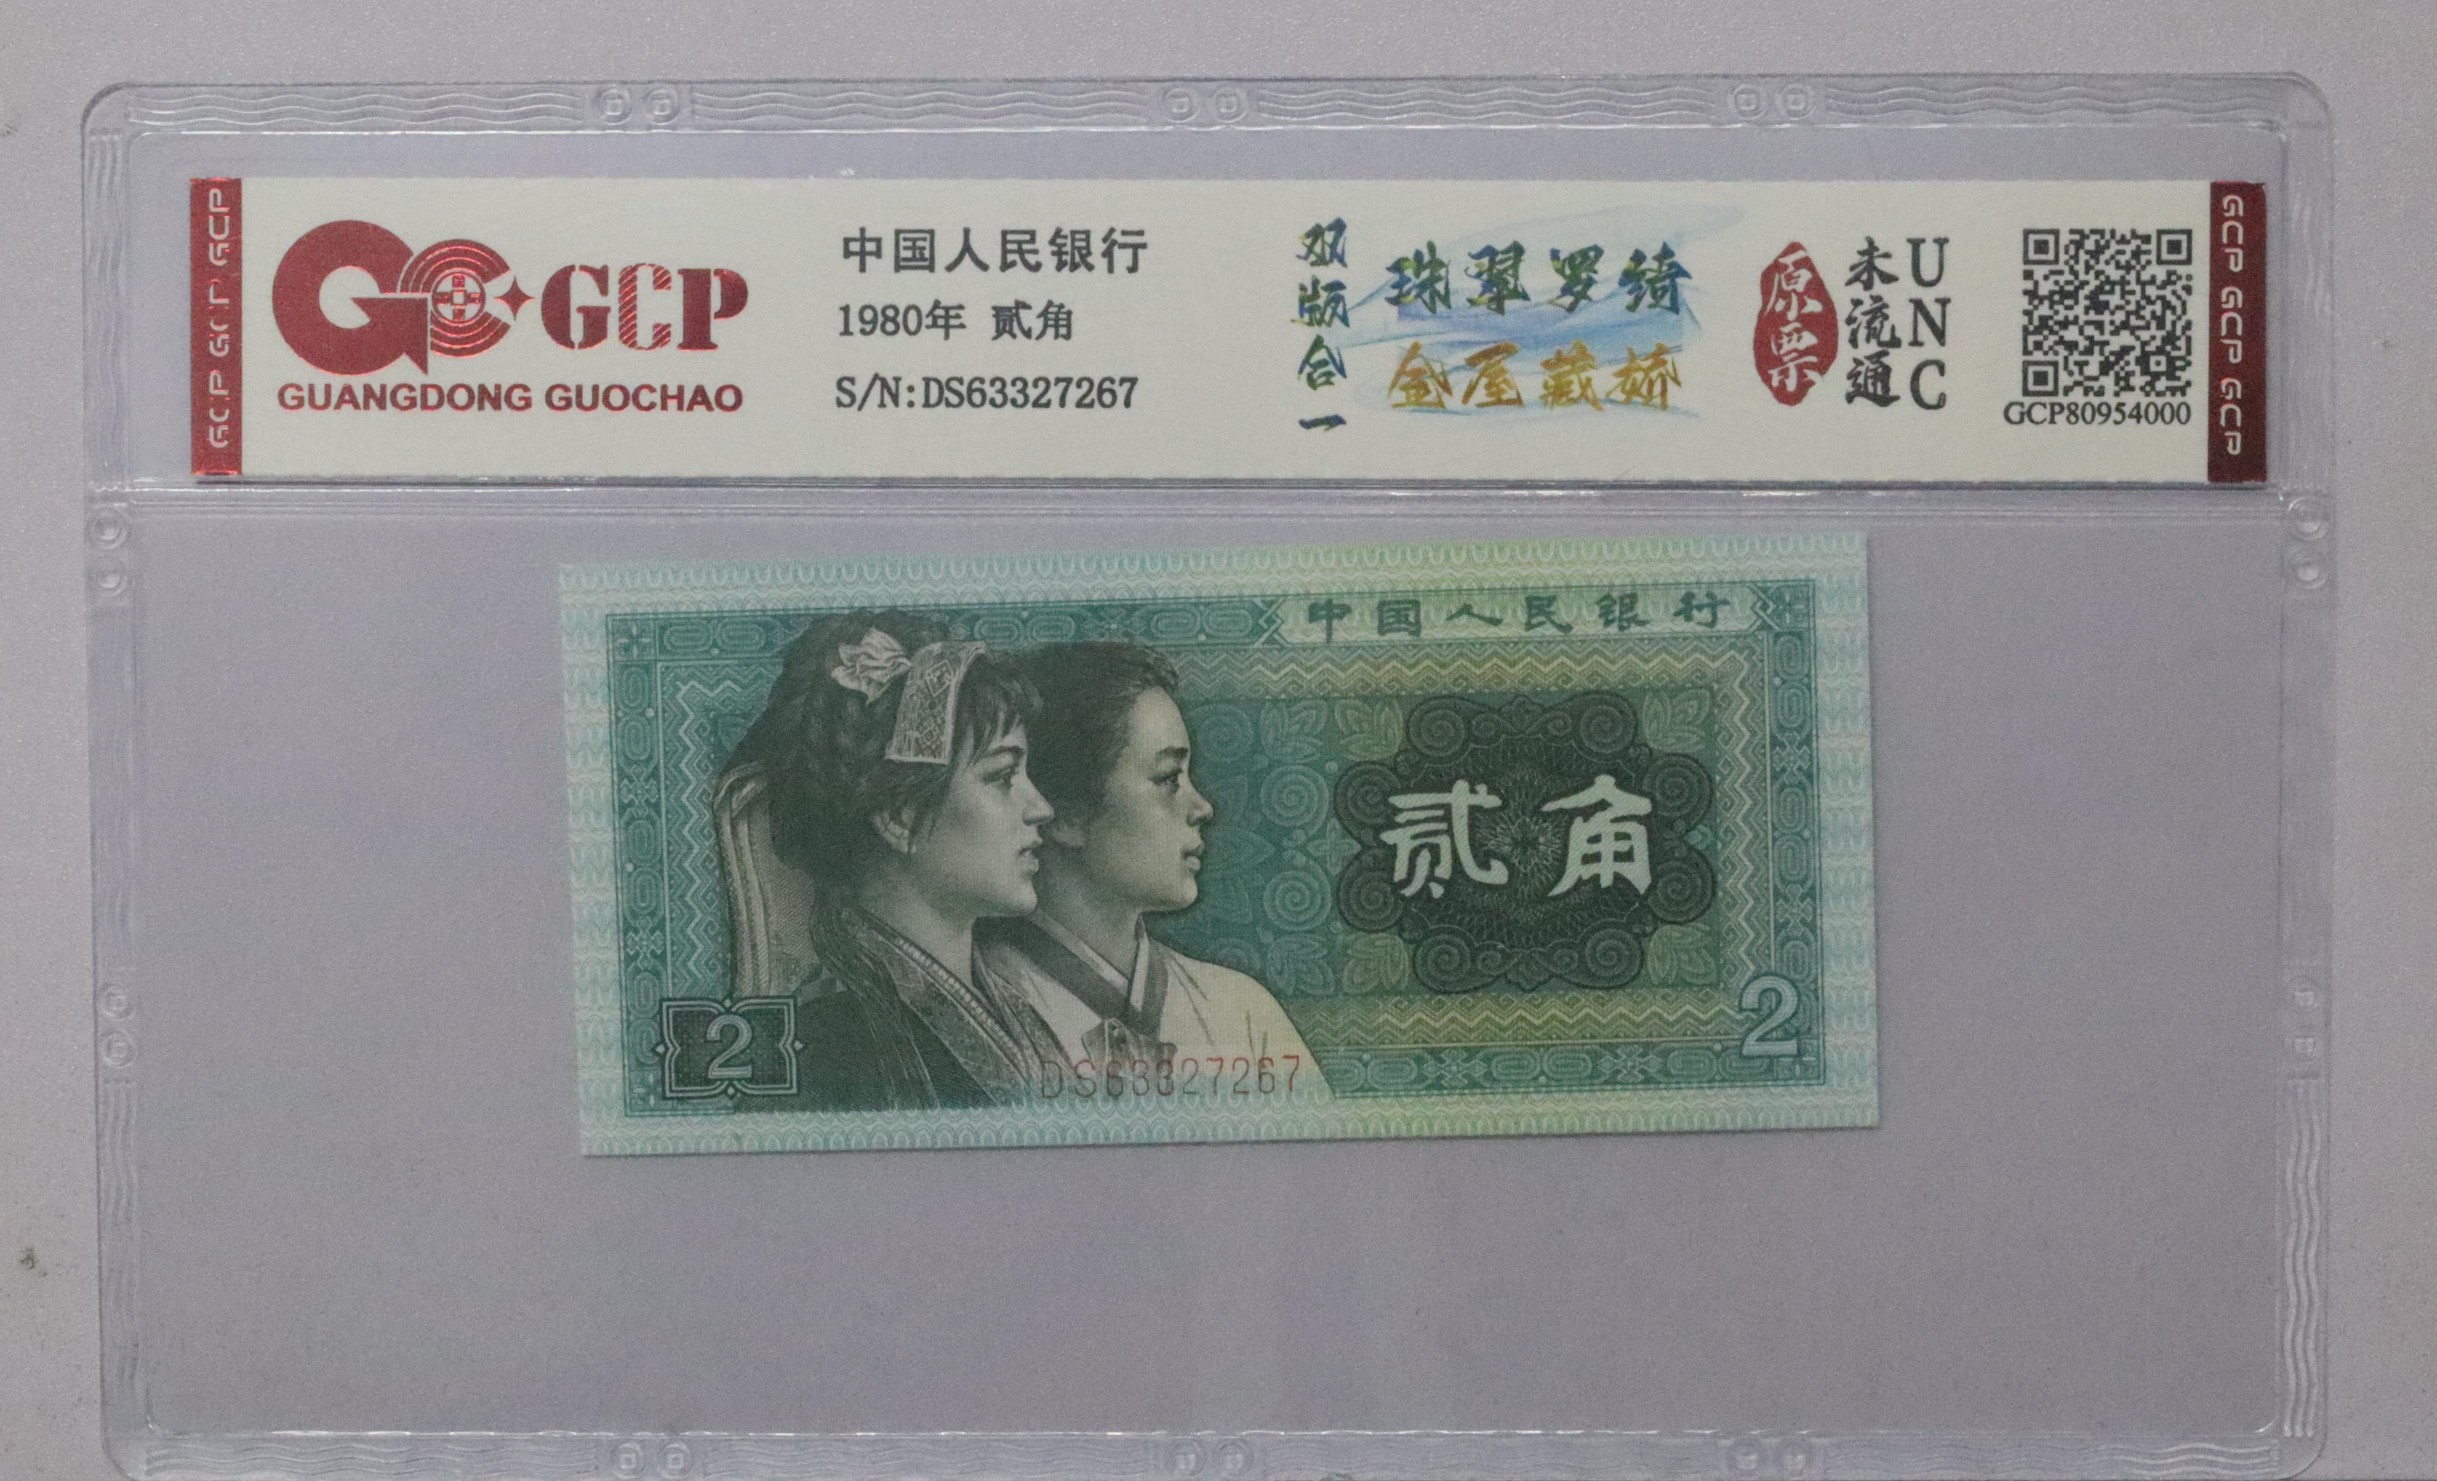 GCP GCP GCP
GCP
GUANGDONG GUOCHAO
中国人民银行
1980年 贰角
S/N:DS63327267
双版合一
珠翠罗绮
金屋藏娇
原票
未流通
UNC
GCP80954000
GCP GCP GCP
中国人民银行
贰角
2
2
DS63327267